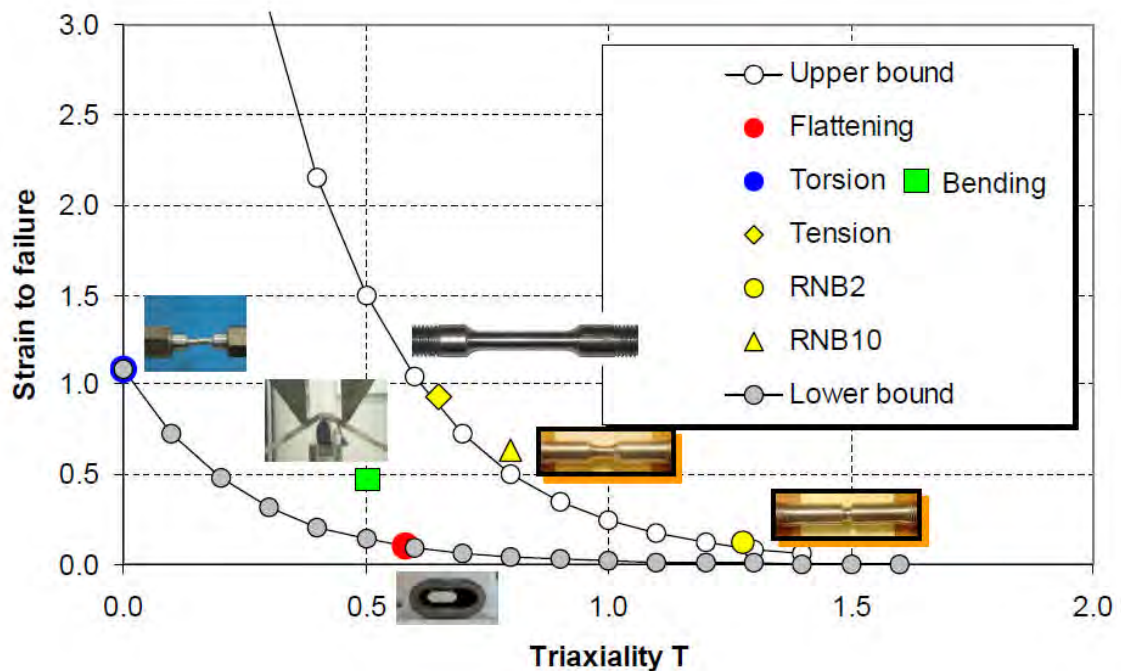 3.0
2.5
2.0
1.5
1.0
0.5
0.0
Strain to failure
Upper bound
Flattening
Torsion
Bending
Tension
RNB2
RNB10
Lower bound
0.0 0.5 1.0 1.5 2.0
Triaxiality T